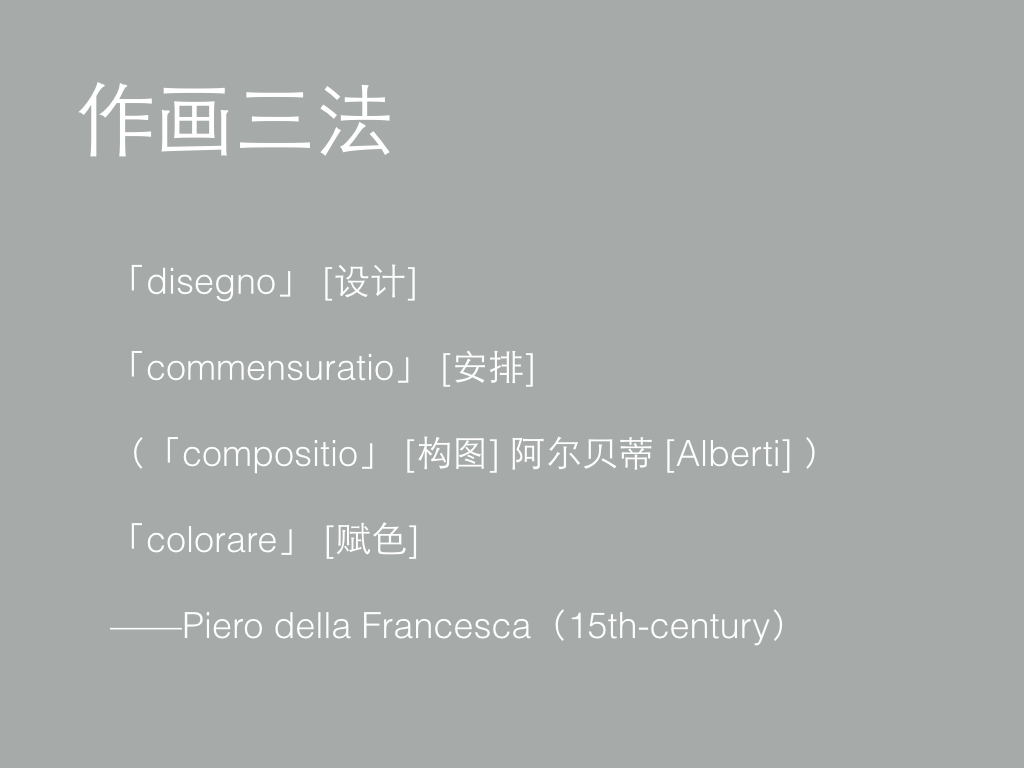 作画三法
「disegno」 [设计]
「commensuratio」 [安排]
（「compositio」 [构图] 阿尔贝蒂 [Alberti] ）
「colorare」 [赋色]
——Piero della Francesca（15th-century）